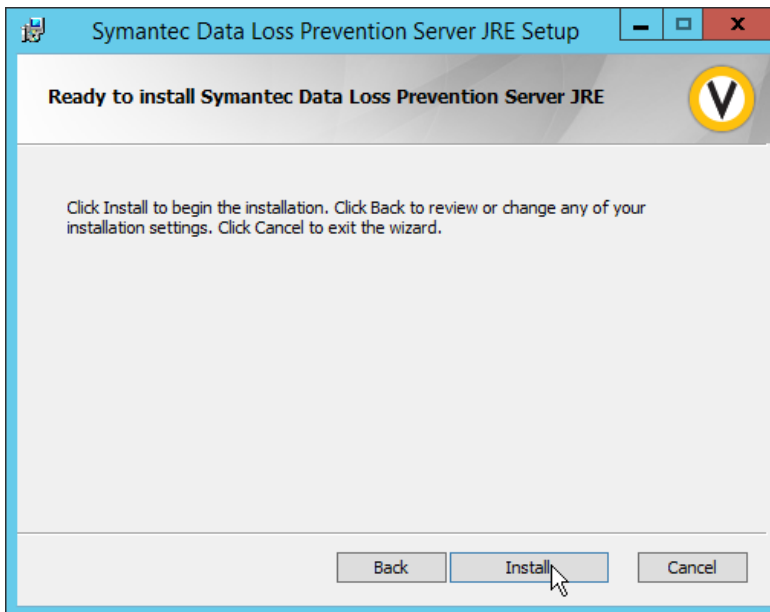 Symantec Data Loss Prevention Server JRE Setup
Ready to install Symantec Data Loss Prevention Server JRE
Click Install to begin the installation. Click Back to review or change any of your
installation settings. Click Cancel to exit the wizard.
Back
Install
Cancel